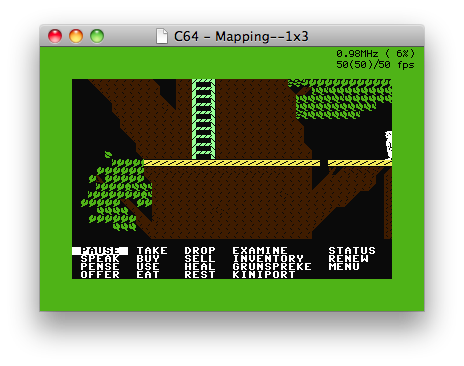 C64 - Mapping--1x3
0.98MHz ( 6%)
50(50)/50 fps
PAUSE TAKE DROP EXAMINE STATUS
SPEAK BUY SELL INVENTORY RENEW
PENSE USE HEAL GRUNSPREKE MENU
OFFER EAT REST KINIPORT